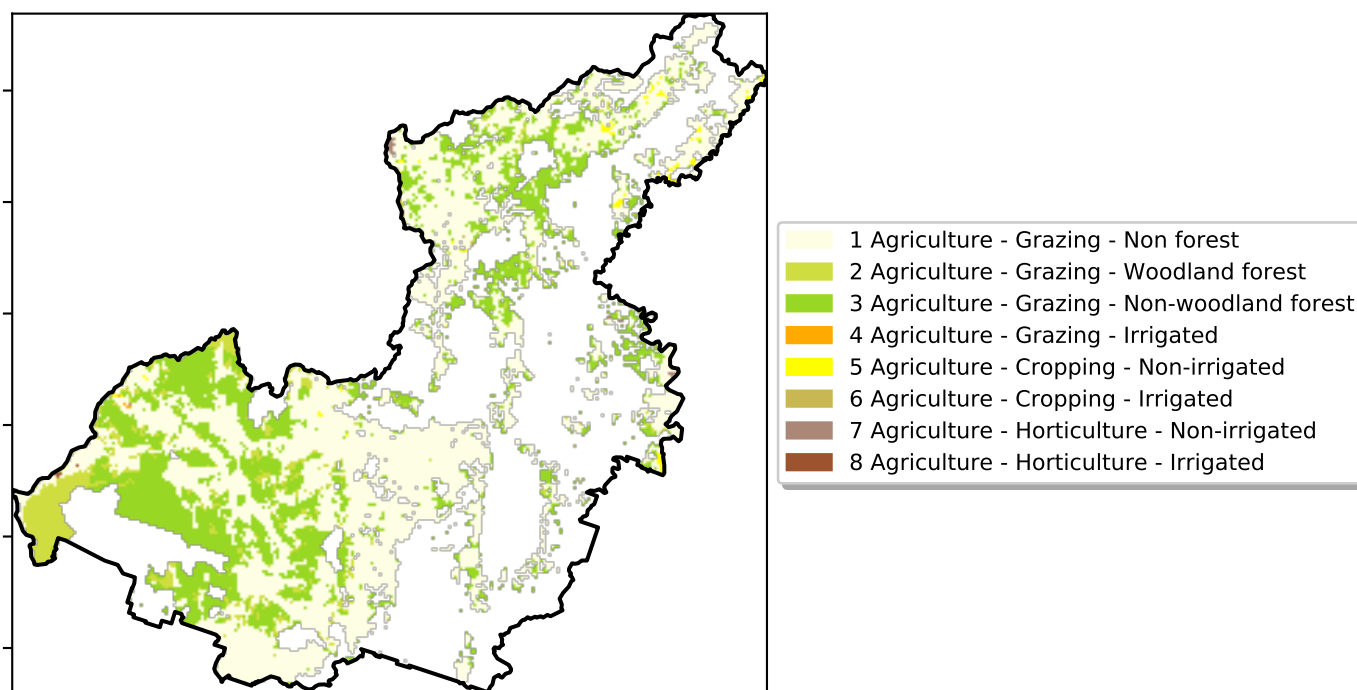 1 Agriculture - Grazing - Non forest
2 Agriculture - Grazing - Woodland forest
3 Agriculture - Grazing - Non-woodland forest
4 Agriculture - Grazing - Irrigated
5 Agriculture - Cropping - Non-irrigated
6 Agriculture - Cropping - Irrigated
7 Agriculture - Horticulture - Non-irrigated
8 Agriculture - Horticulture - Irrigated